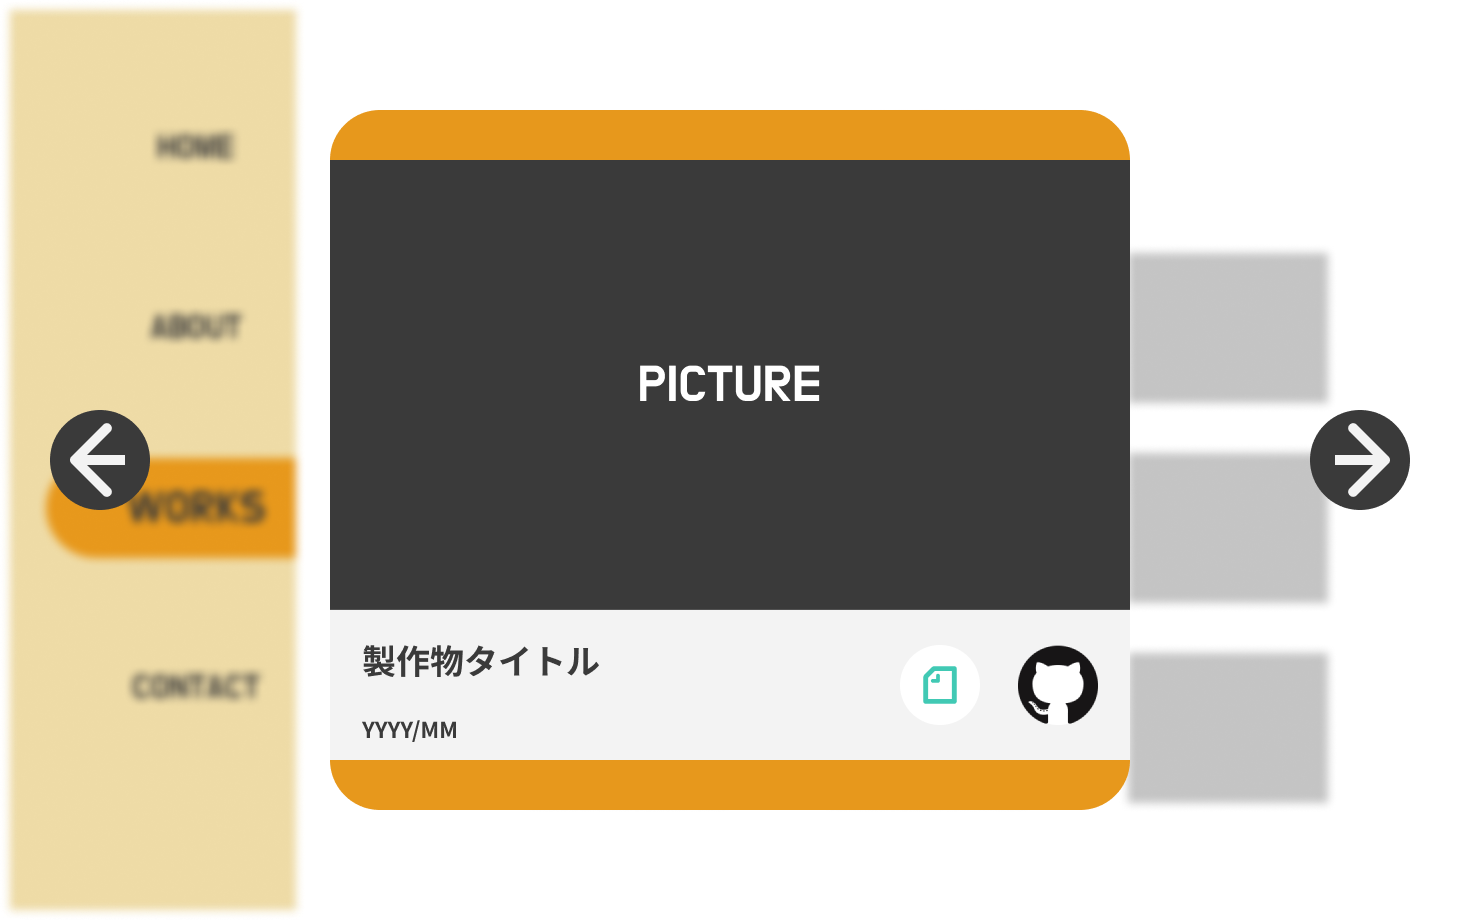 HOME
ABOUT
WORKS
CONTACT
PICTURE
製作物タイトル
YYYY/MM